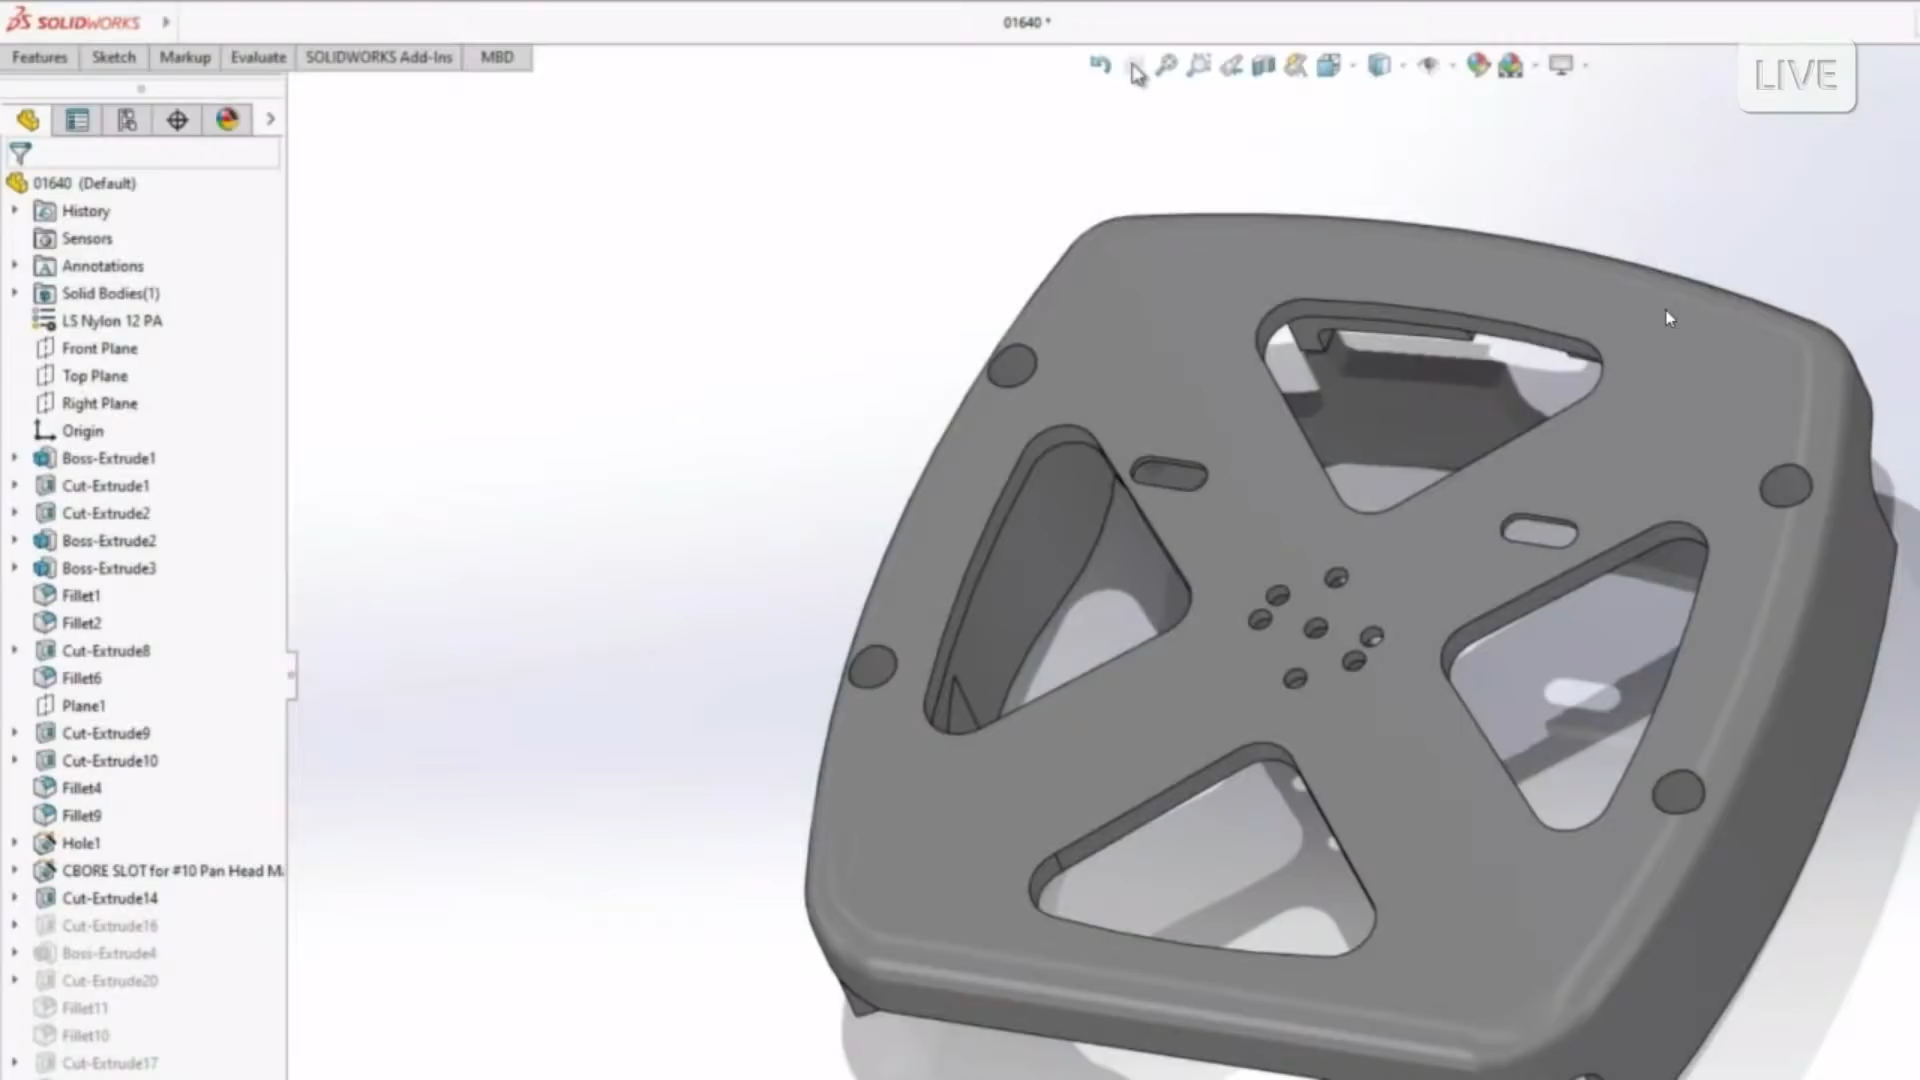 SOLIDWORKS
01640 *
Features Sketch Markup Evaluate SOLIDWORKS Add-Ins MBD
LIVE
01640 (Default)
History
Sensors
Annotations
Solid Bodies(1)
LS Nylon 12 PA
Front Plane
Top Plane
Right Plane
Origin
Boss-Extrude1
Cut-Extrude1
Cut-Extrude2
Boss-Extrude2
Boss-Extrude3
Fillet1
Fillet2
Cut-Extrude8
Fillet6
Plane1
Cut-Extrude9
Cut-Extrude10
Fillet4
Fillet9
Hole1
CBORE SLOT for #10 Pan Head M
Cut-Extrude14
Cut-Extrude16
Boss-Extrude4
Cut-Extrude20
Fillet11
Fillet10
Cut-Extrude17